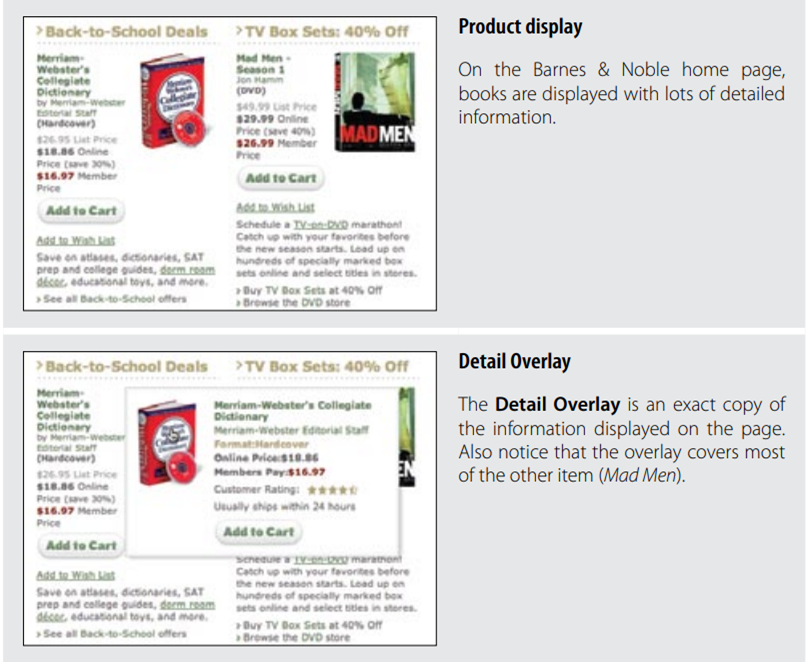 >Back-to-School Deals
Merriam-
Webster's
Collegiate
Dictionary
by Merriam-Webster
Editorial Staff
(Hardcover)
$26.95 List Price
$18.86 Online
Price (save 30%)
$16.97 Member
Price
Add to Cart
Add to Wish List
Save on atlases, dictionaries, SAT
prep and college guides, dorm room
décor, educational toys, and more.
› See all Back-to-School offers
>TV Box Sets: 40% Off
Mad Men -
Season 1
Jon Hamm
(DVD)
$49.99 List Price
$29.99 Online
Price (save 40%)
$26.99 Member
Price
MADMEN
Add to Cart
Add to Wish List
Schedule a TV-on-DVD marathon!
Catch up with your favorites before
the new season starts. Load up on
hundreds of specially marked box
sets online and select titles in stores.
› Buy TV Box Sets at 40% Off
› Browse the DVD store
Product display
On the Barnes & Noble home page,
books are displayed with lots of detailed
information.
>Back-to-School Deals
Merriam-
Webster's
Collegiate
Dictionary
by Merriam-Webster
Editorial Staff
(Hardcover)
$26.95 List Price
$18.86 Online
Price (save 30%)
$16.97 Member
Price
Add to Cart
Add to Wish List
Save on atlases, dictionaries, SAT
prep and college guides, dorm room
décor, educational toys, and more.
› See all Back-to-School offers
>TV Box Sets: 40% Off
Merriam-Webster's Collegiate
Dictionary
Merriam-Webster Editorial Staff
Format:Hardcover
Online Price:$18.86
Members Pay:$16.97
Customer Rating:
Usually ships within 24 hours
Add to Cart
Schedule a TV-on-DVD marathon!
Catch up with your favorites before
the new season starts. Load up on
hundreds of specially marked box
sets online and select titles in stores.
› Buy TV Box Sets at 40% Off
› Browse the DVD store
Detail Overlay
The Detail Overlay is an exact copy of
the information displayed on the page.
Also notice that the overlay covers most
of the other item (Mad Men).